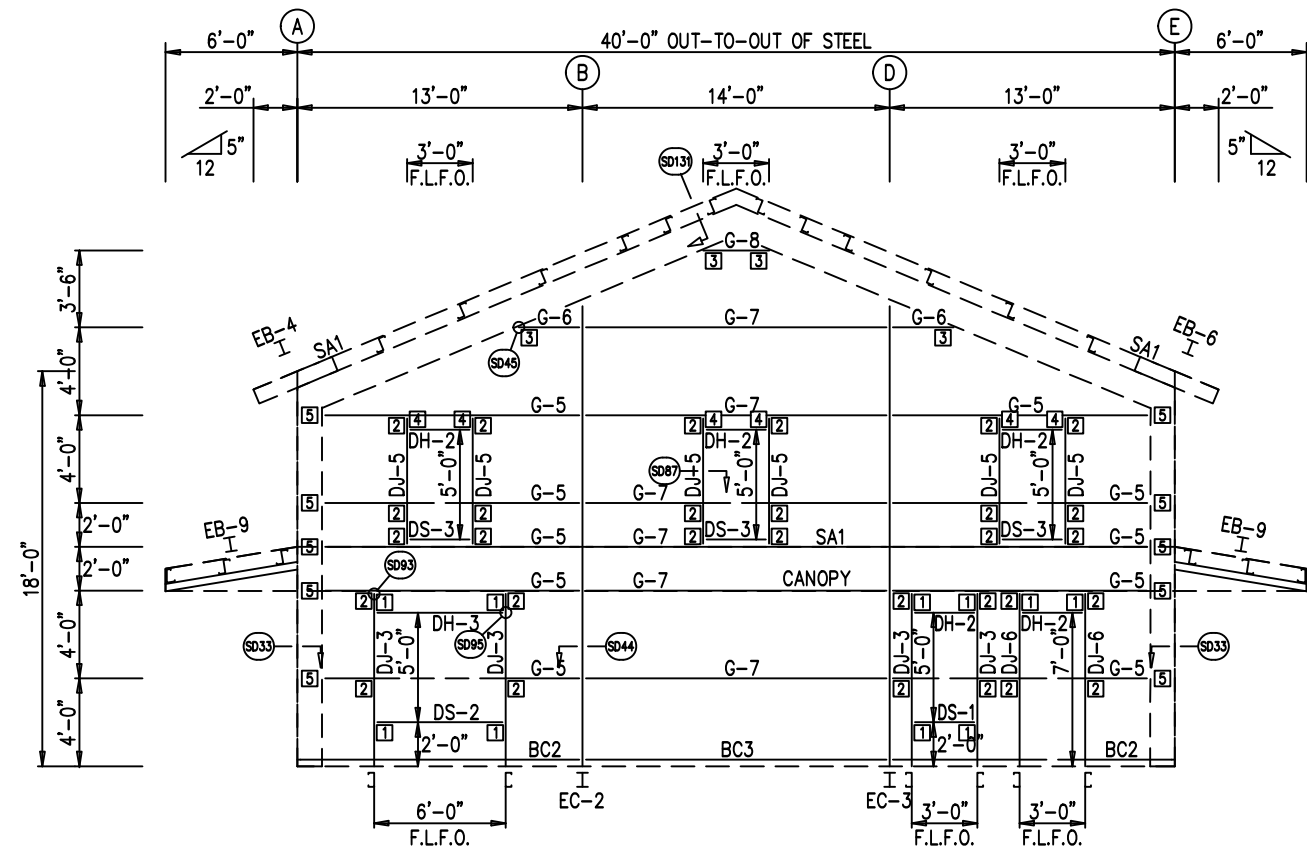 A E
6'-0" 40'-0" OUT-TO-OUT OF STEEL 6'-0"
B D
2'-0" 13'-0" 14'-0" 13'-0" 2'-0"
5" 12 3'-0" F.L.F.O. SD131 3'-0" F.L.F.O. 3'-0" F.L.F.O. 5" 12
G-8
3 3
3'-6"
EB-4 SA1 G-6 G-7 G-6 SA1 EB-6
3 3
SD45
4'-0"
5 G-5 G-7 G-5 5
2 4 4 2 2 4 4 2 2 4 4 2
DH-2 DH-2 DH-2
4'-0" DJ-5 5'-0" DJ-5 SD87 DJ-5 5'-0" DJ-5 DJ-5 5'-0" DJ-5
5 G-5 G-7 G-5 5
2 2 2 2 2 2
2'-0" EB-9 2 DS-3 2 2 DS-3 2 2 DS-3 2 EB-9
5 G-5 G-7 SA1 G-5 5
18'-0" 2'-0" SD93 CANOPY
5 G-5 G-7 G-5 5
2 1 1 2 2 1 1 2 2 1 1 2
DH-3 DH-2 DH-2
SD33 4'-0" DJ-3 5'-0" SD95 DJ-3 SD44 DJ-3 5'-0" DJ-3 DJ-6 7'-0" DJ-6 SD33
5 G-5 G-7 G-5 5
2 2 2 2 2 2
4'-0" DS-2 DS-1
1 2'-0" 1 1 2'-0" 1
BC2 BC3 BC2
EC-2 EC-3
6'-0" 3'-0" 3'-0"
F.L.F.O. F.L.F.O. F.L.F.O.